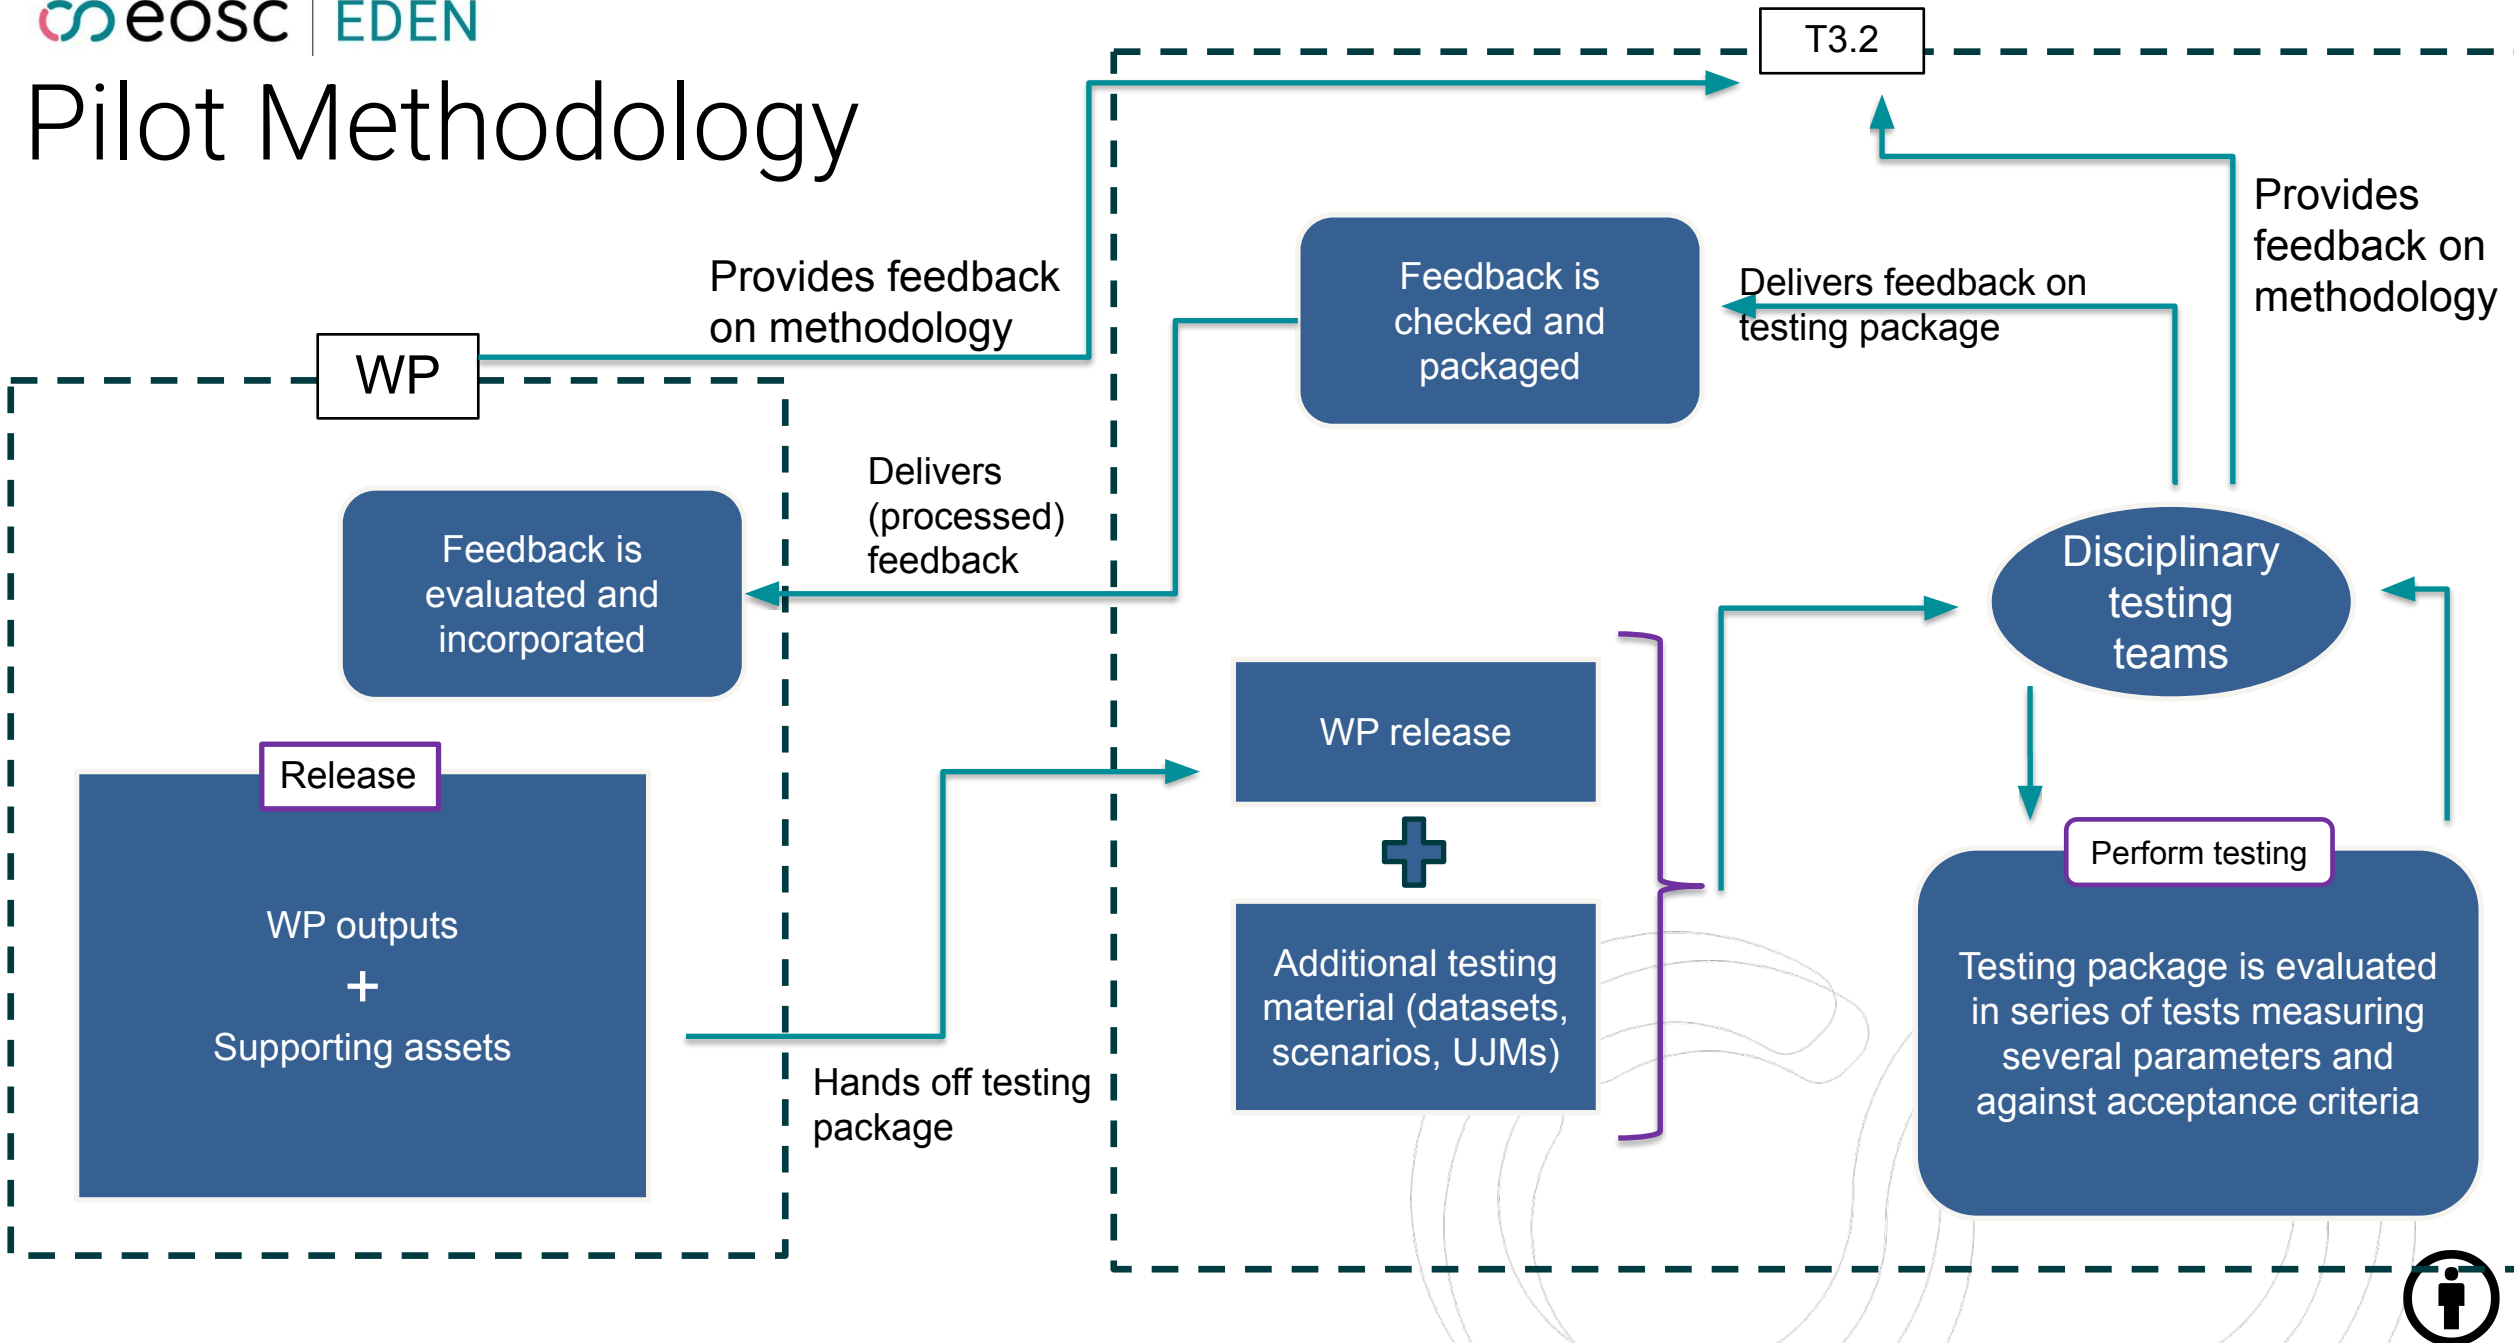 eosc EDEN
Pilot Methodology
T3.2
Provides
feedback on
methodology
Feedback is
checked and
packaged
Delivers feedback on
testing package
Provides feedback
on methodology
WP
Delivers
(processed)
feedback
Feedback is
evaluated and
incorporated
Disciplinary
testing
teams
WP release
Release
WP outputs
+
Supporting assets
Additional testing
material (datasets,
scenarios, UJMs)
Hands off testing
package
Perform testing
Testing package is evaluated
in series of tests measuring
several parameters and
against acceptance criteria